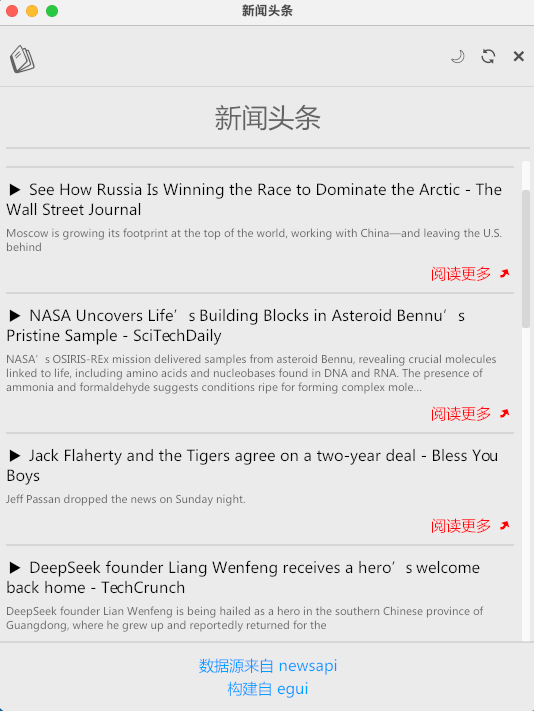 新闻头条
新闻头条
▶ See How Russia Is Winning the Race to Dominate the Arctic - The
Wall Street Journal
Moscow is growing its footprint at the top of the world, working with China—and leaving the U.S.
behind
阅读更多
▶ NASA Uncovers Life’s Building Blocks in Asteroid Bennu’s
Pristine Sample - SciTechDaily
NASA’s OSIRIS-REx mission delivered samples from asteroid Bennu, revealing crucial molecules
linked to life, including amino acids and nucleobases found in DNA and RNA. The presence of
ammonia and formaldehyde suggests conditions ripe for forming complex mole...
阅读更多
▶ Jack Flaherty and the Tigers agree on a two-year deal - Bless You
Boys
Jeff Passan dropped the news on Sunday night.
阅读更多
▶ DeepSeek founder Liang Wenfeng receives a hero’s welcome
back home - TechCrunch
DeepSeek founder Lian Wenfeng is being hailed as a hero in the southern Chinese province of
Guangdong, where he grew up and reportedly returned for the
数据源来自 newsapi
构建自 egui